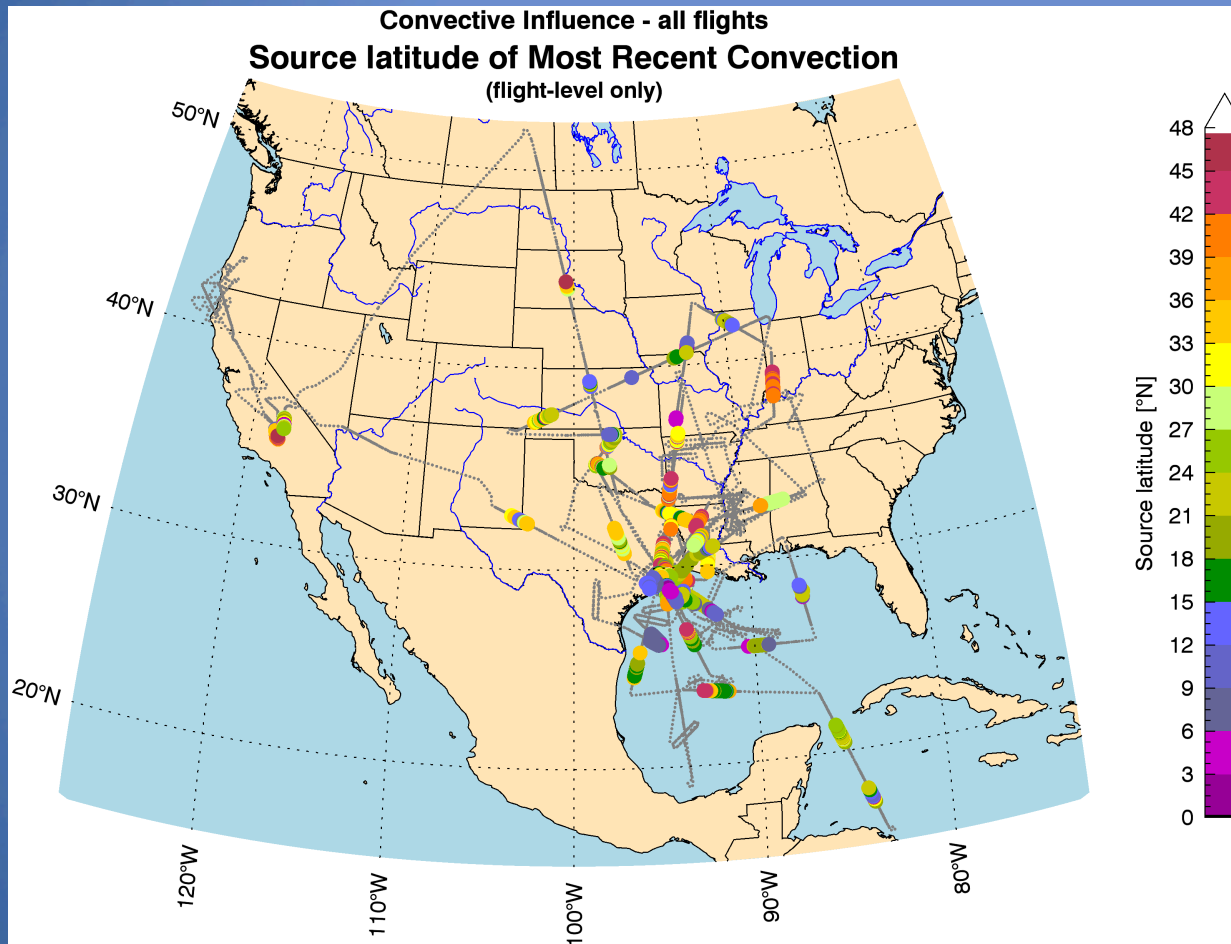 Convective Influence - all flights
Source latitude of Most Recent Convection
(flight-level only)
50°N
40°N
30°N
20°N
120°W
110°W
100°W
90°W
80°W
48
45
42
39
36
33
30
27
24
21
18
15
12
9
6
3
0
Source latitude [°N]